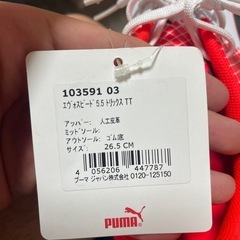 103591 03
ｴｳﾞｫｽﾋﾟｰﾄﾞ5.5 ﾄﾘｯｸｽ TT
アッパー: 人工皮革
ミッドソール:
アウトソール: ゴム底
サイズ: 26.5 CM
4 056206 447787
プーマ ジャパン株式会社 0120-125150
PUMA